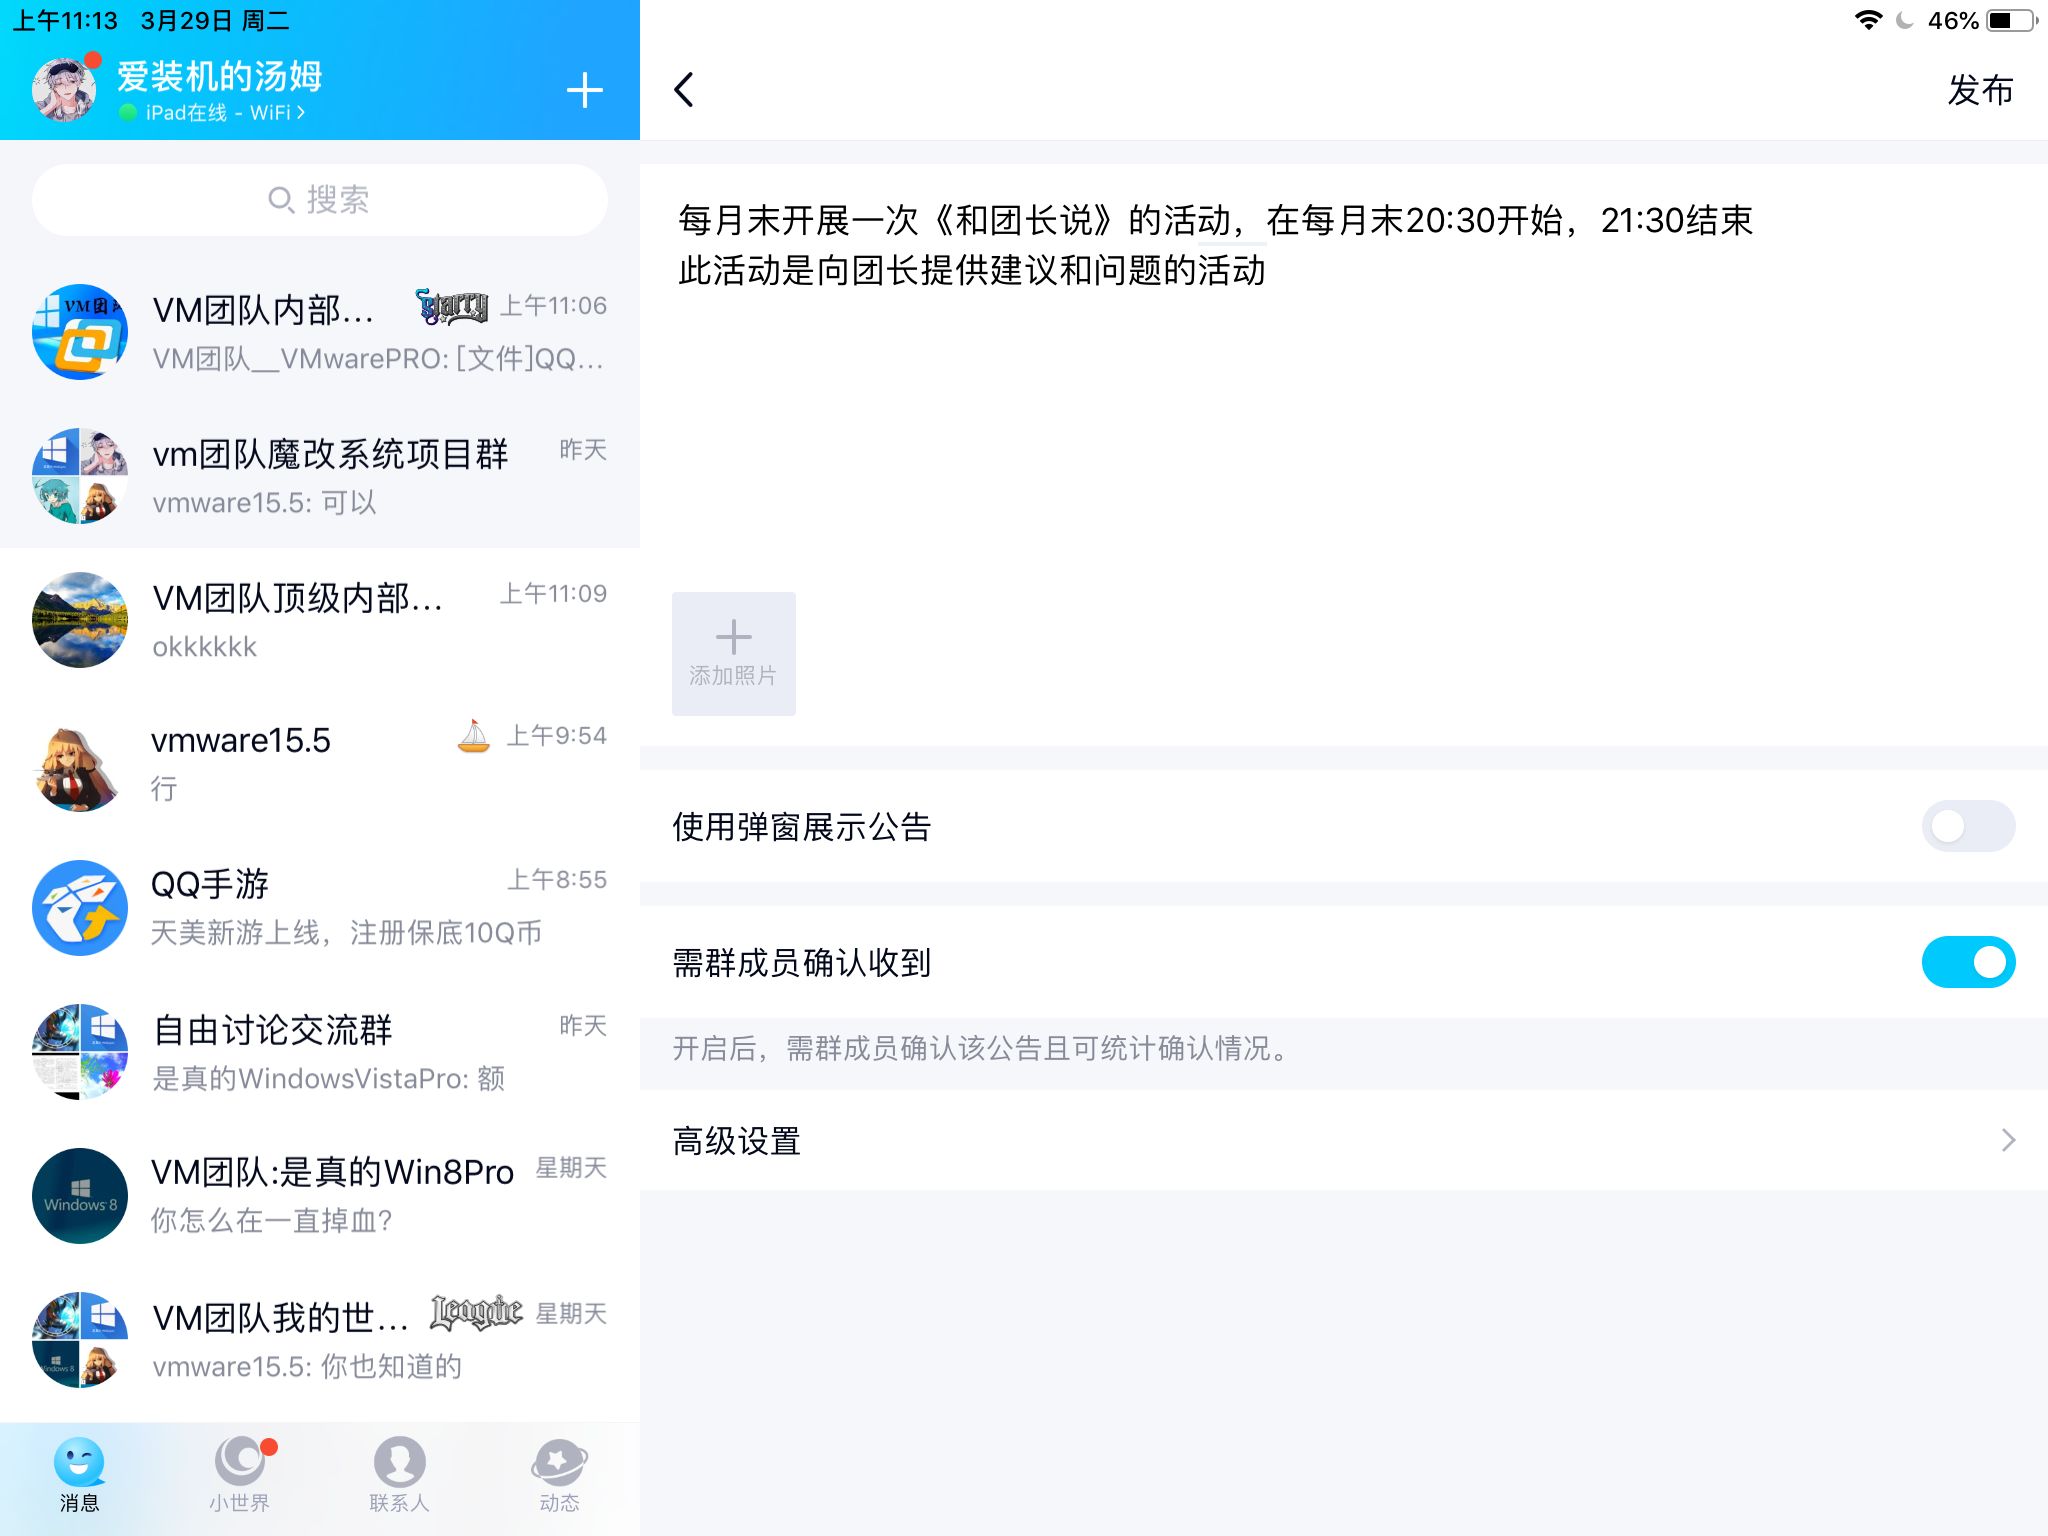 上午11:13 3月29日 周二
46%
爱装机的汤姆
iPad在线 - WiFi
搜索
VM团队内部...
Starry
上午11:06
VM团队__VMwarePRO: [文件]QQ...
vm团队魔改系统项目群
昨天
vmware15.5: 可以
VM团队顶级内部...
上午11:09
okkkkkk
vmware15.5
上午9:54
行
QQ手游
上午8:55
天美新游上线，注册保底10Q币
自由讨论交流群
昨天
是真的WindowsVistaPro: 额
Windows 8
VM团队:是真的Win8Pro
星期天
你怎么在一直掉血?
VM团队我的世...
League
星期天
vmware15.5: 你也知道的
消息
小世界
联系人
动态
发布
每月末开展一次《和团长说》的活动，在每月末20:30开始，21:30结束
此活动是向团长提供建议和问题的活动
添加照片
使用弹窗展示公告
需群成员确认收到
开启后，需群成员确认该公告且可统计确认情况。
高级设置